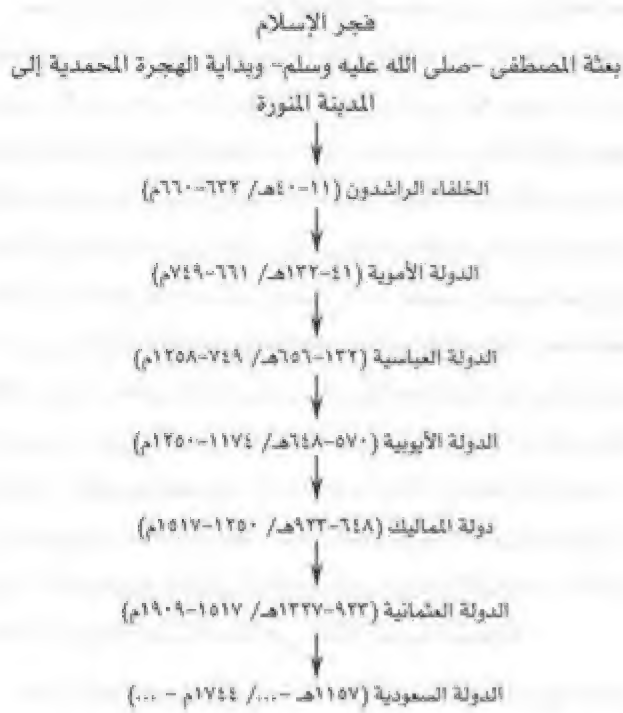 فجر الإسلام
بعثة المصطفى -صلى الله عليه وسلم- وبداية الهجرة المحمدية إلى
المدينة المنورة
الخلفاء الراشدون (١١-٤٠هـ/ ٦٣٢-٦٦٠م)
الدولة الأموية (٤١-١٣٢هـ/ ٦٦١-٧٤٩م)
الدولة العباسية (١٣٢-٦٥٦هـ/ ٧٤٩-١٢٥٨م)
الدولة الأيوبية (٥٧٠-٦٤٨هـ/ ١١٧٤-١٢٥٠م)
دولة المماليك (٦٤٨-٩٢٣هـ/ ١٢٥٠-١٥١٧م)
الدولة العثمانية (٩٢٣-١٣٢٧هـ/ ١٥١٧-١٩٠٩م)
الدولة السعودية (١١٥٧هـ -.../ ١٧٤٤م - ...)